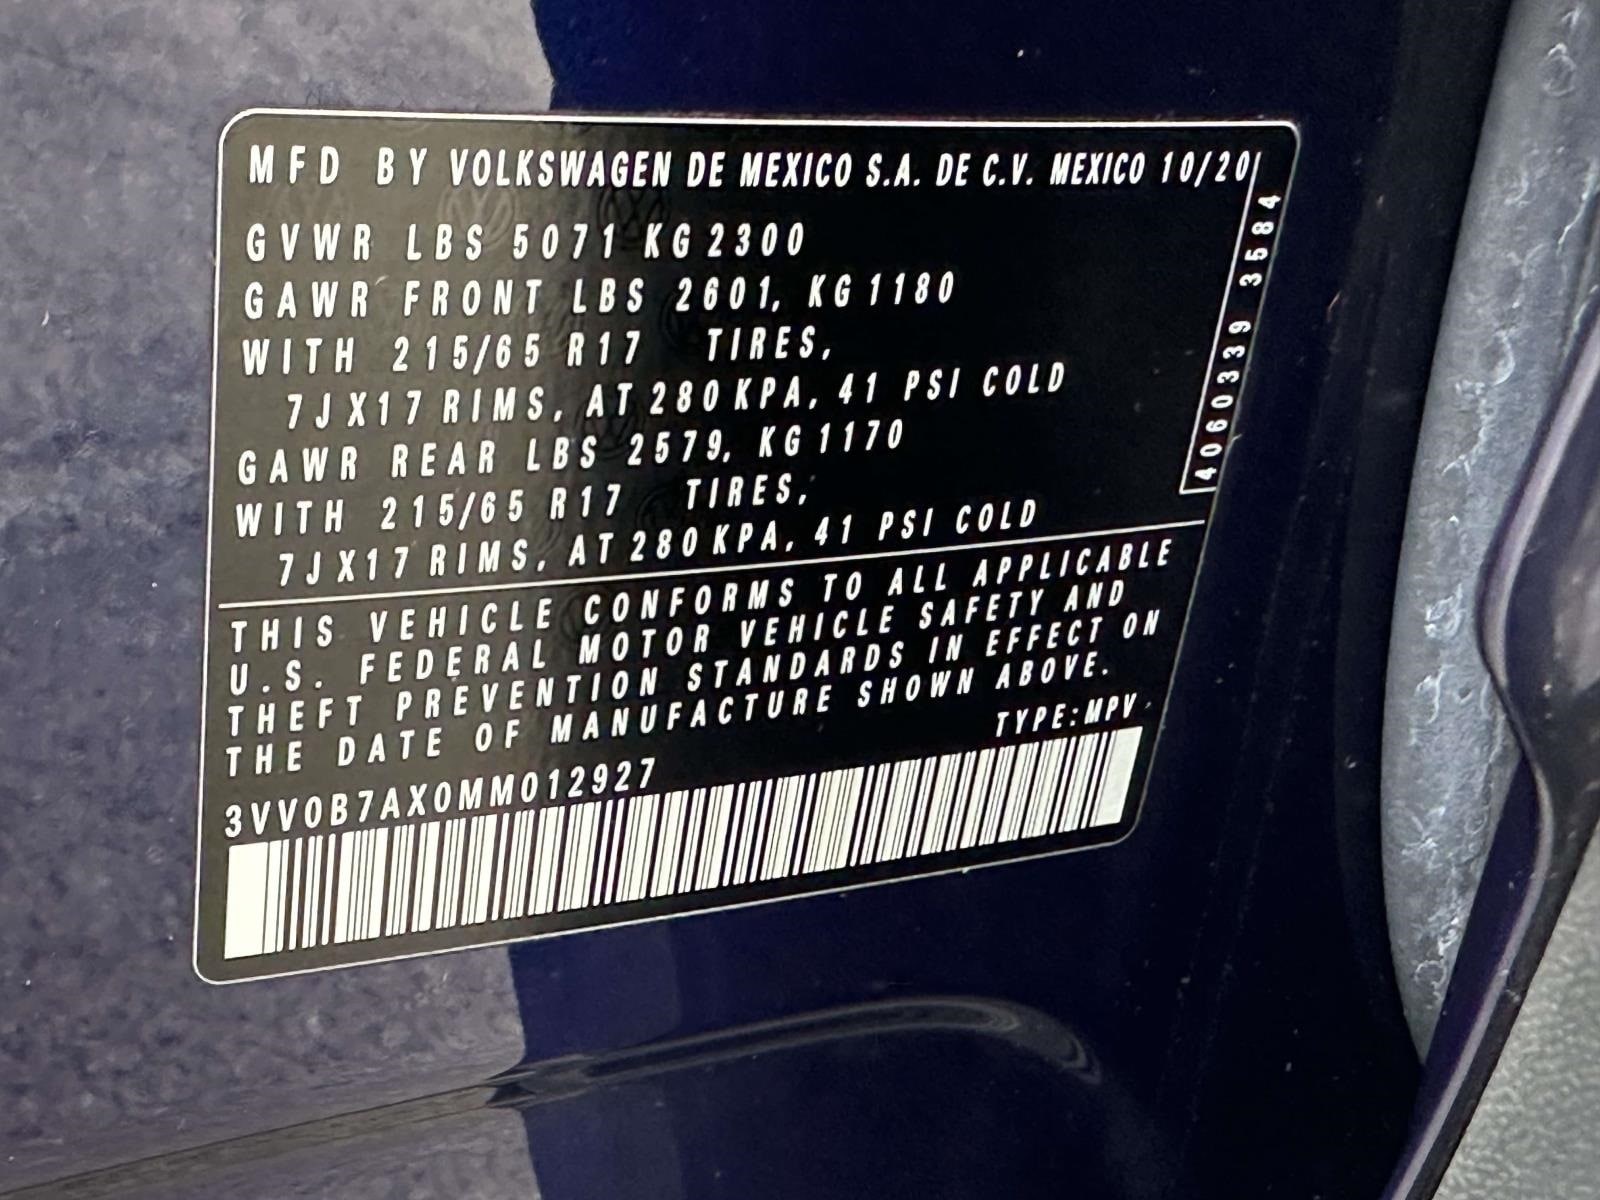 MFD BY VOLKSWAGEN DE MEXICO S.A. DE C.V. MEXICO 10/20
GVWR LBS 5071 KG 2300
GAWR FRONT LBS 2601, KG 1180
WITH 215/65 R17 TIRES,
7J X17 RIMS, AT 280 KPA, 41 PSI COLD
GAWR REAR LBS 2579, KG 1170
WITH 215/65 R17 TIRES,
7J X17 RIMS, AT 280 KPA, 41 PSI COLD
4060339 3584
THIS VEHICLE CONFORMS TO ALL APPLICABLE
U.S. FEDERAL MOTOR VEHICLE SAFETY AND
THEFT PREVENTION STANDARDS IN EFFECT ON
THE DATE OF MANUFACTURE SHOWN ABOVE.
TYPE:MPV
3VV0B7AX0MM012927